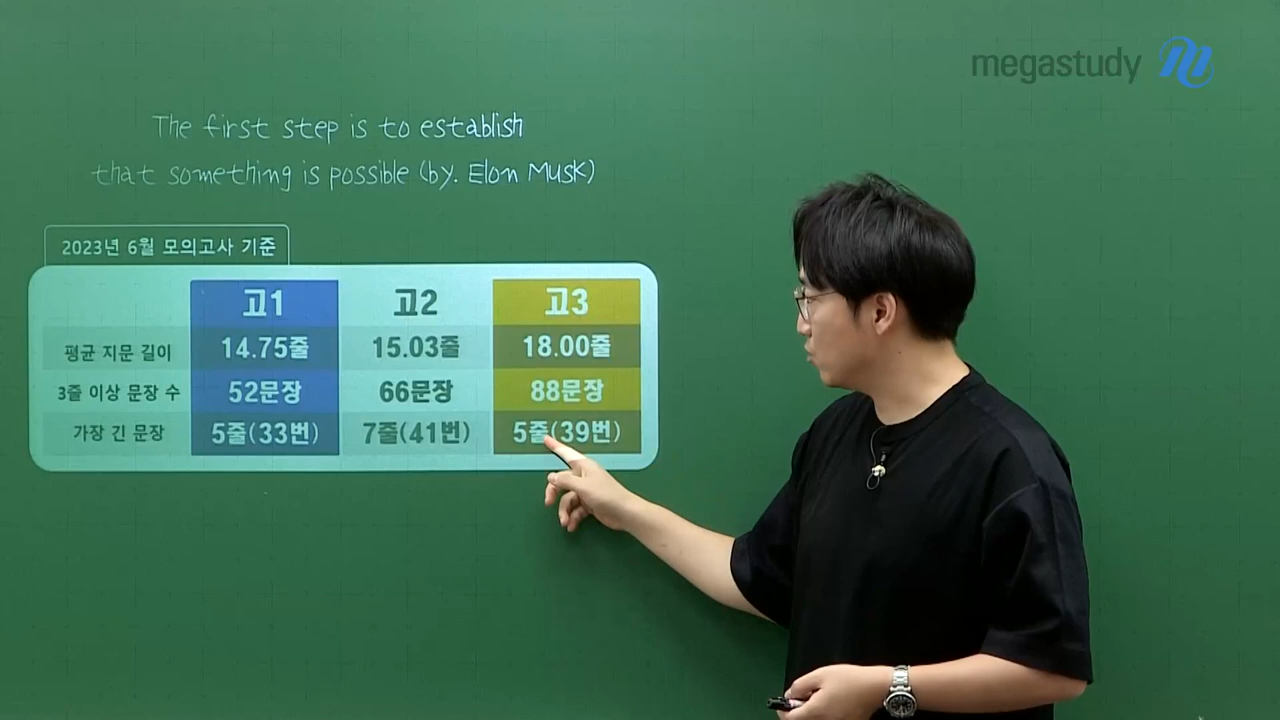 megastudy
The first step is to establish
that something is possible (by. Elon Musk)
2023년 6월 모의고사 기준
고1 고2 고3
평균 지문 길이 14.75줄 15.03줄 18.00줄
3줄 이상 문장 수 52문장 66문장 88문장
가장 긴 문장 5줄(33번) 7줄(41번) 5줄(39번)